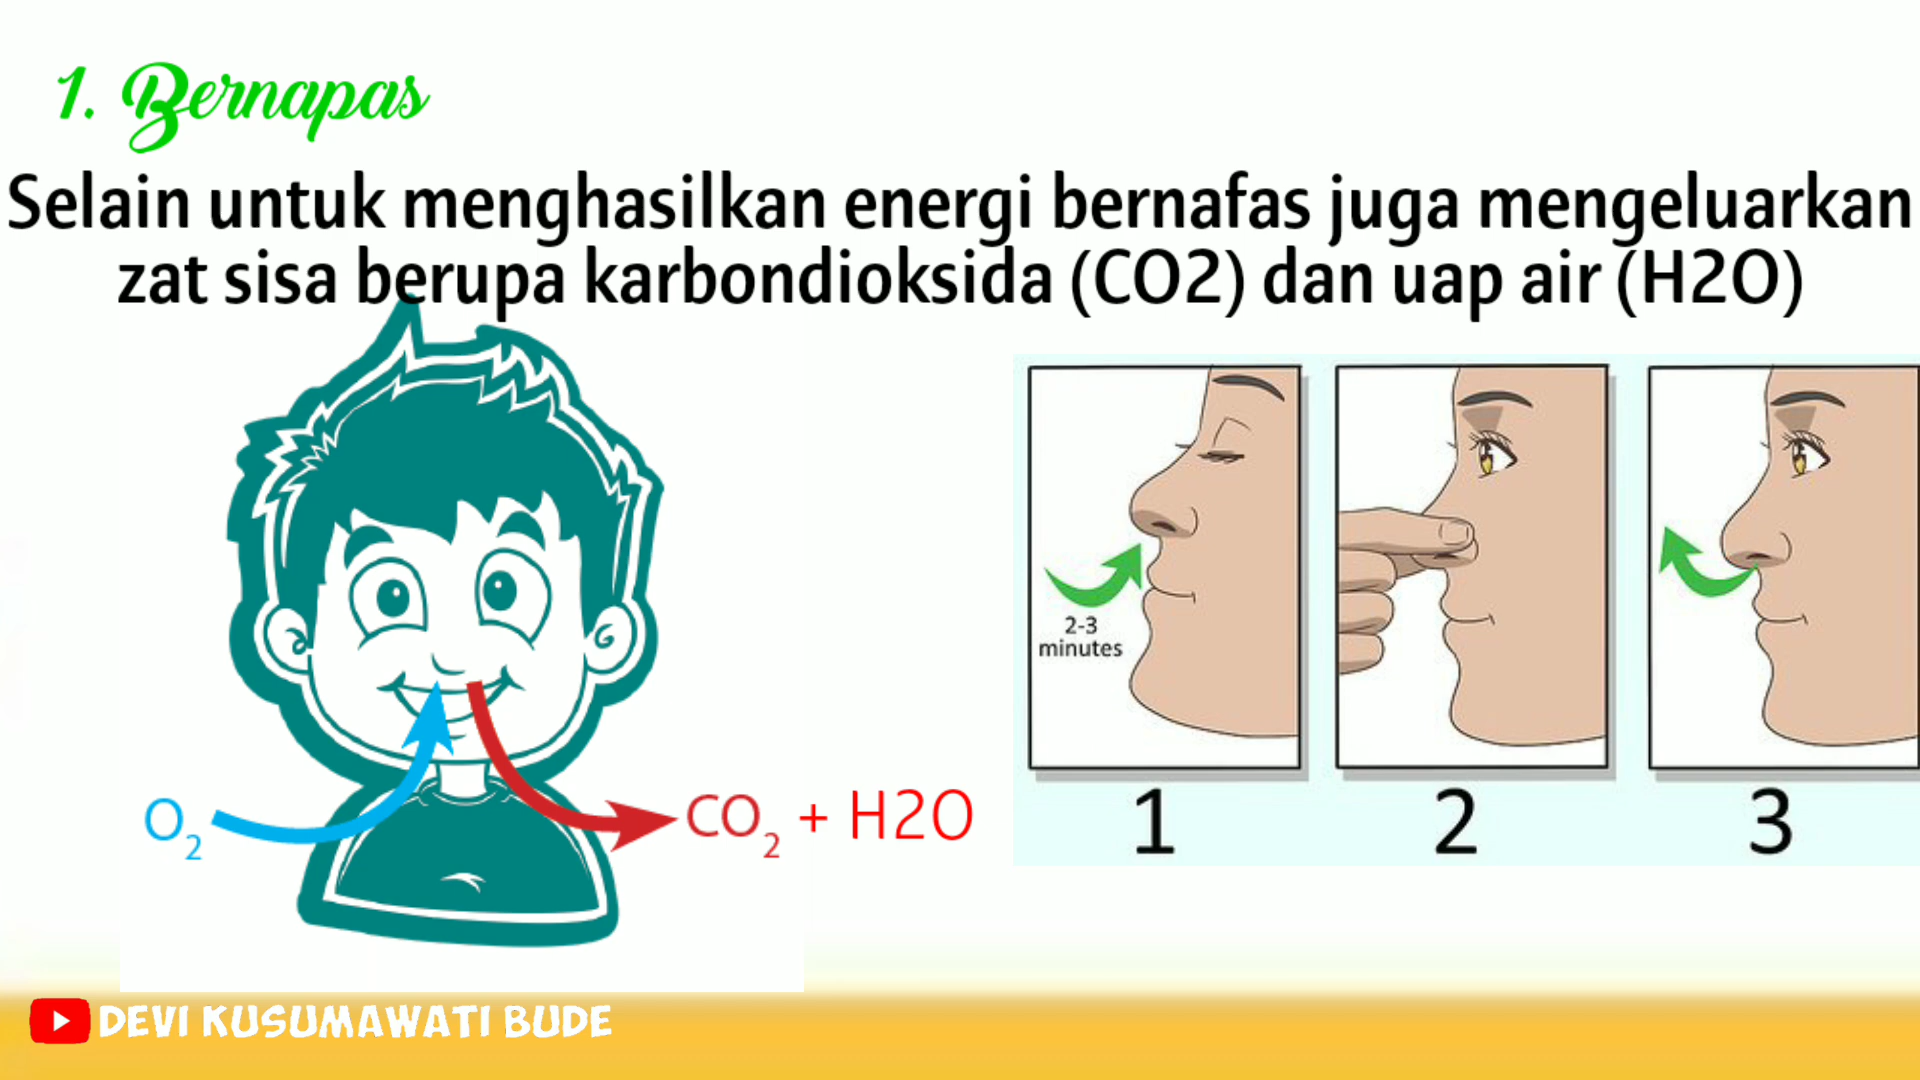 1. Bernapas
Selain untuk menghasilkan energi bernafas juga mengeluarkan
zat sisa berupa karbondioksida (CO2) dan uap air (H2O)
O2
CO2 + H2O
2-3
minutes
1
2
3
DEVI KUSUMAWATI BUDE